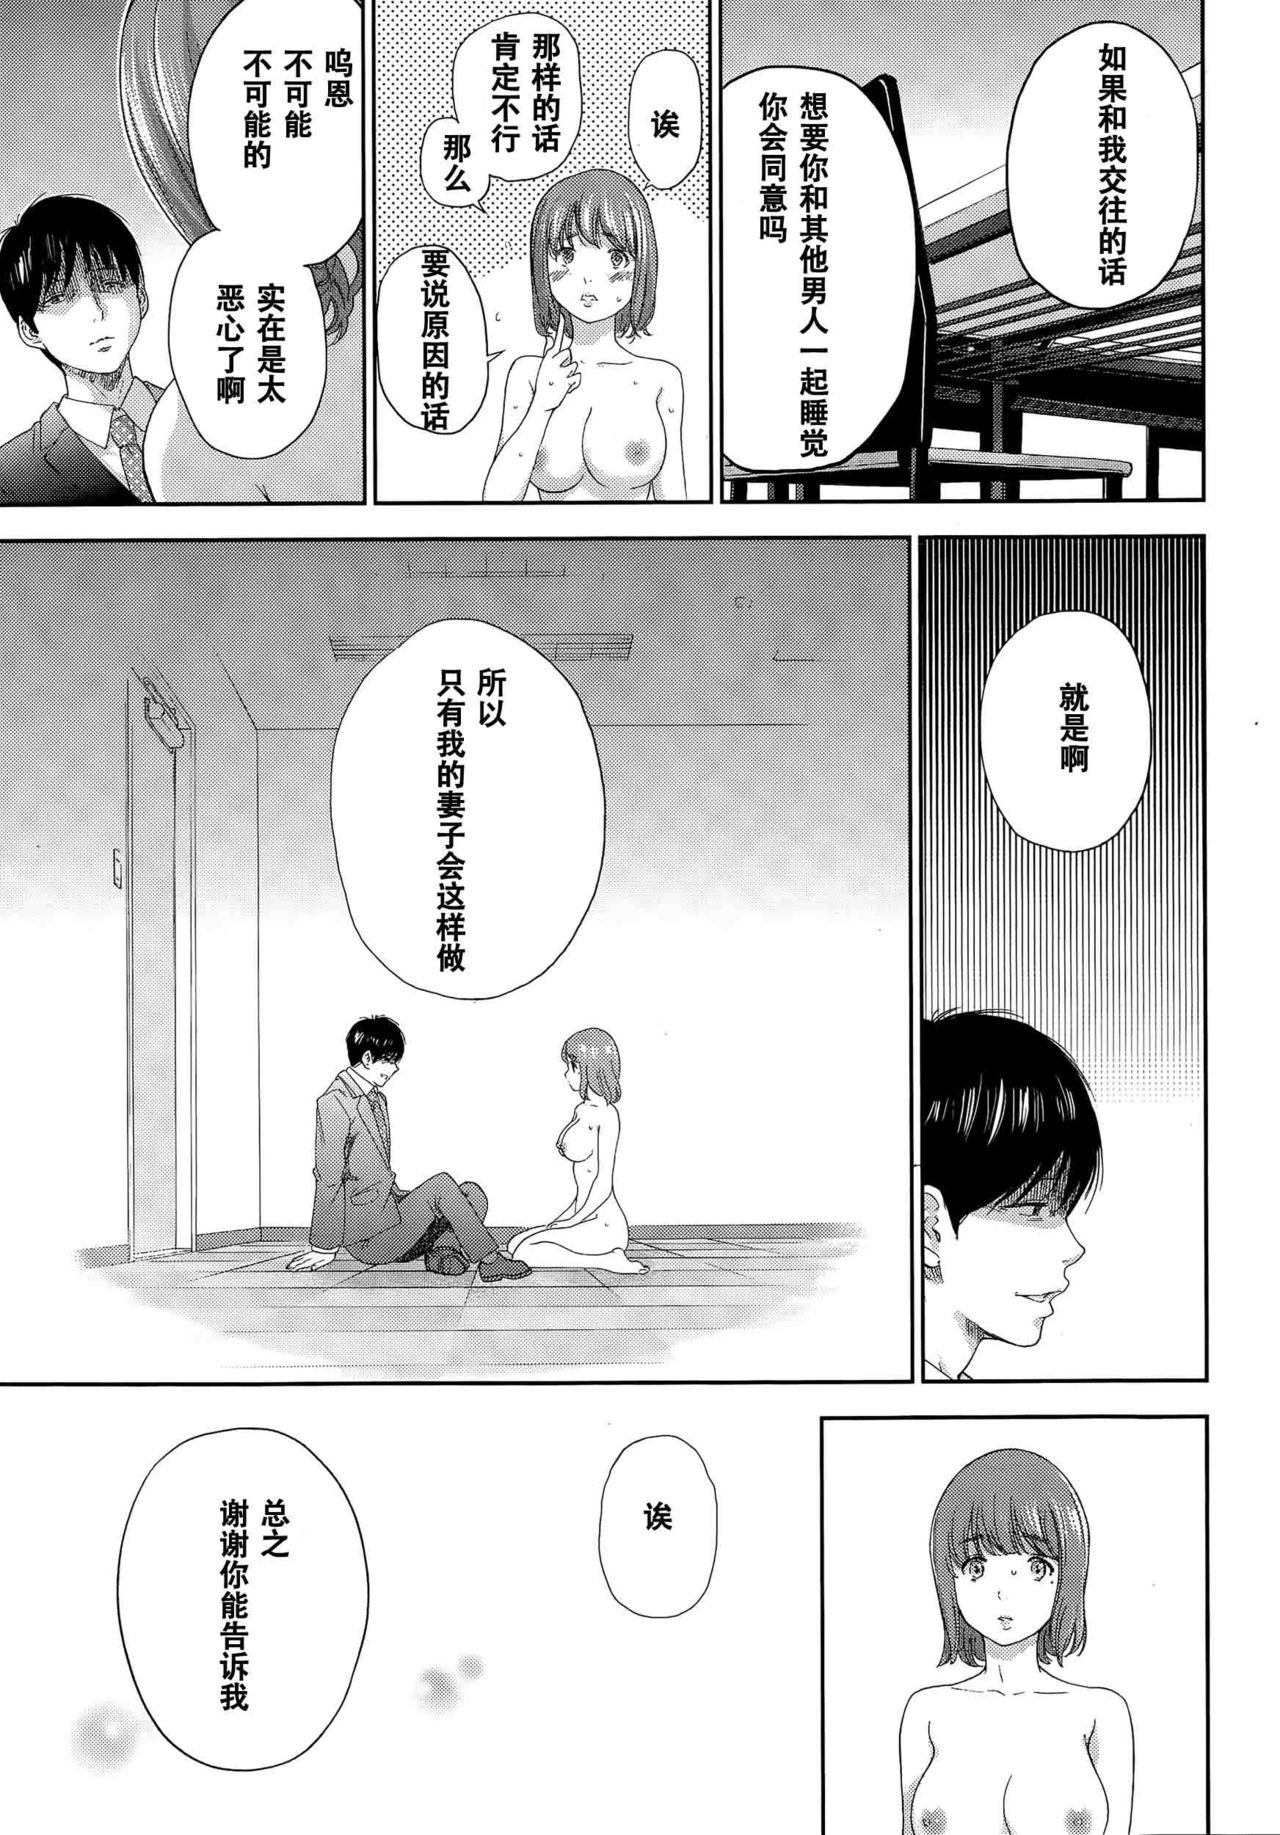 如果和我交往的话
想要你和其他男人一起睡觉
你会同意吗
诶
那样的话
肯定不行
那么
要说原因的话
呜恩
不可能
不可能的
实在是太
恶心了啊
就是啊
所以
只有我的妻子会这样做
诶
总之
谢谢你能告诉我